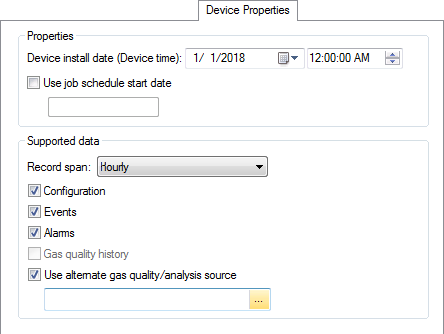 Device Properties
Properties
Device install date (Device time): 1/ 1/2018 12:00:00 AM
Use job schedule start date
Supported data
Record span: Hourly
Configuration
Events
Alarms
Gas quality history
Use alternate gas quality/analysis source
...